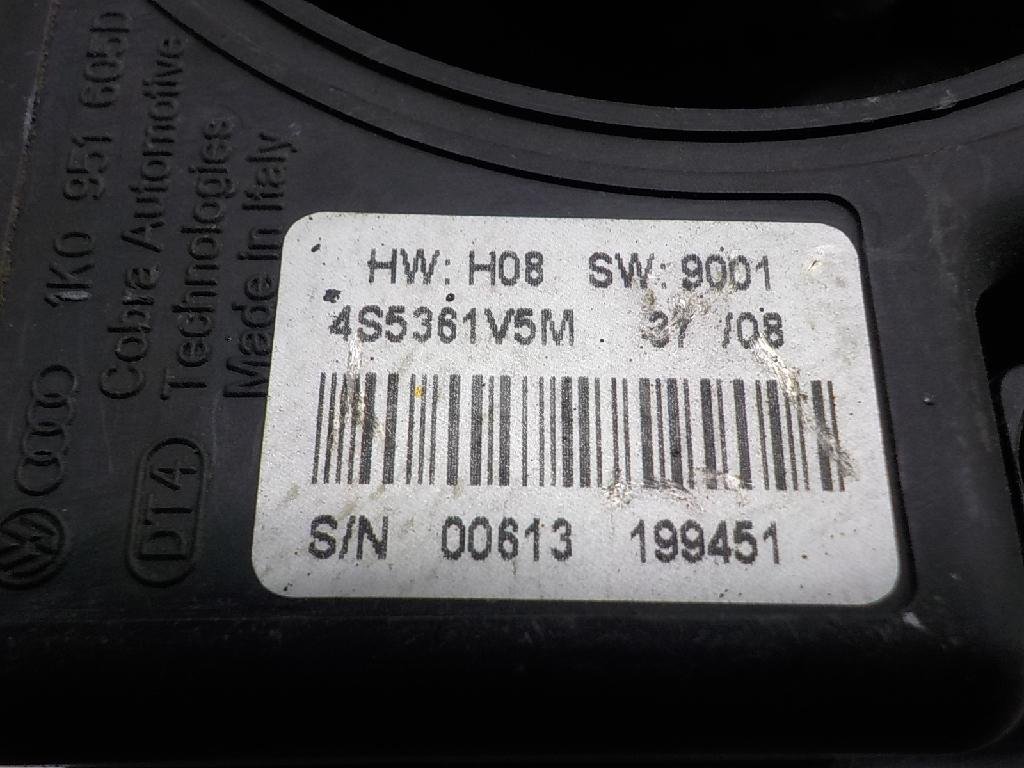 1K0 951 605D
Cobra Automotive
Technologies
Made in Italy
DT4
HW: H08 SW: 9001
4S5361V5M 37 /08
S/N 00613 199451